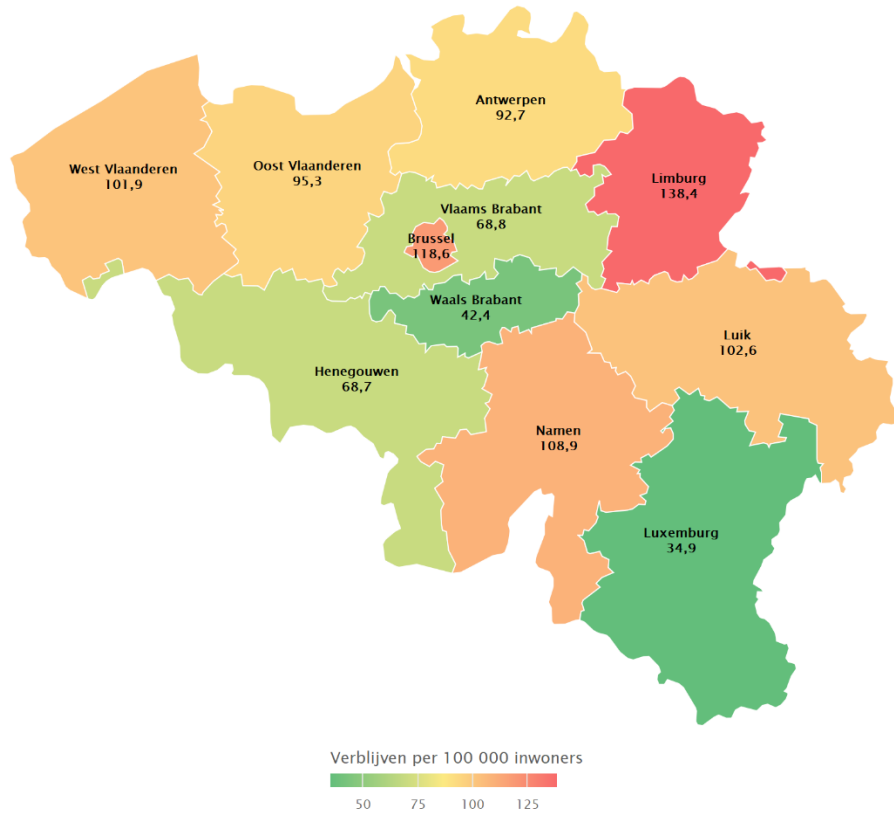 Antwerpen
92,7
West Vlaanderen
101,9
Oost Vlaanderen
95,3
Limburg
138,4
Vlaams Brabant
68,8
Brussel
118,6
Waals Brabant
42,4
Luik
102,6
Henegouwen
68,7
Namen
108,9
Luxemburg
34,9
Verblijven per 100 000 inwoners
50 75 100 125